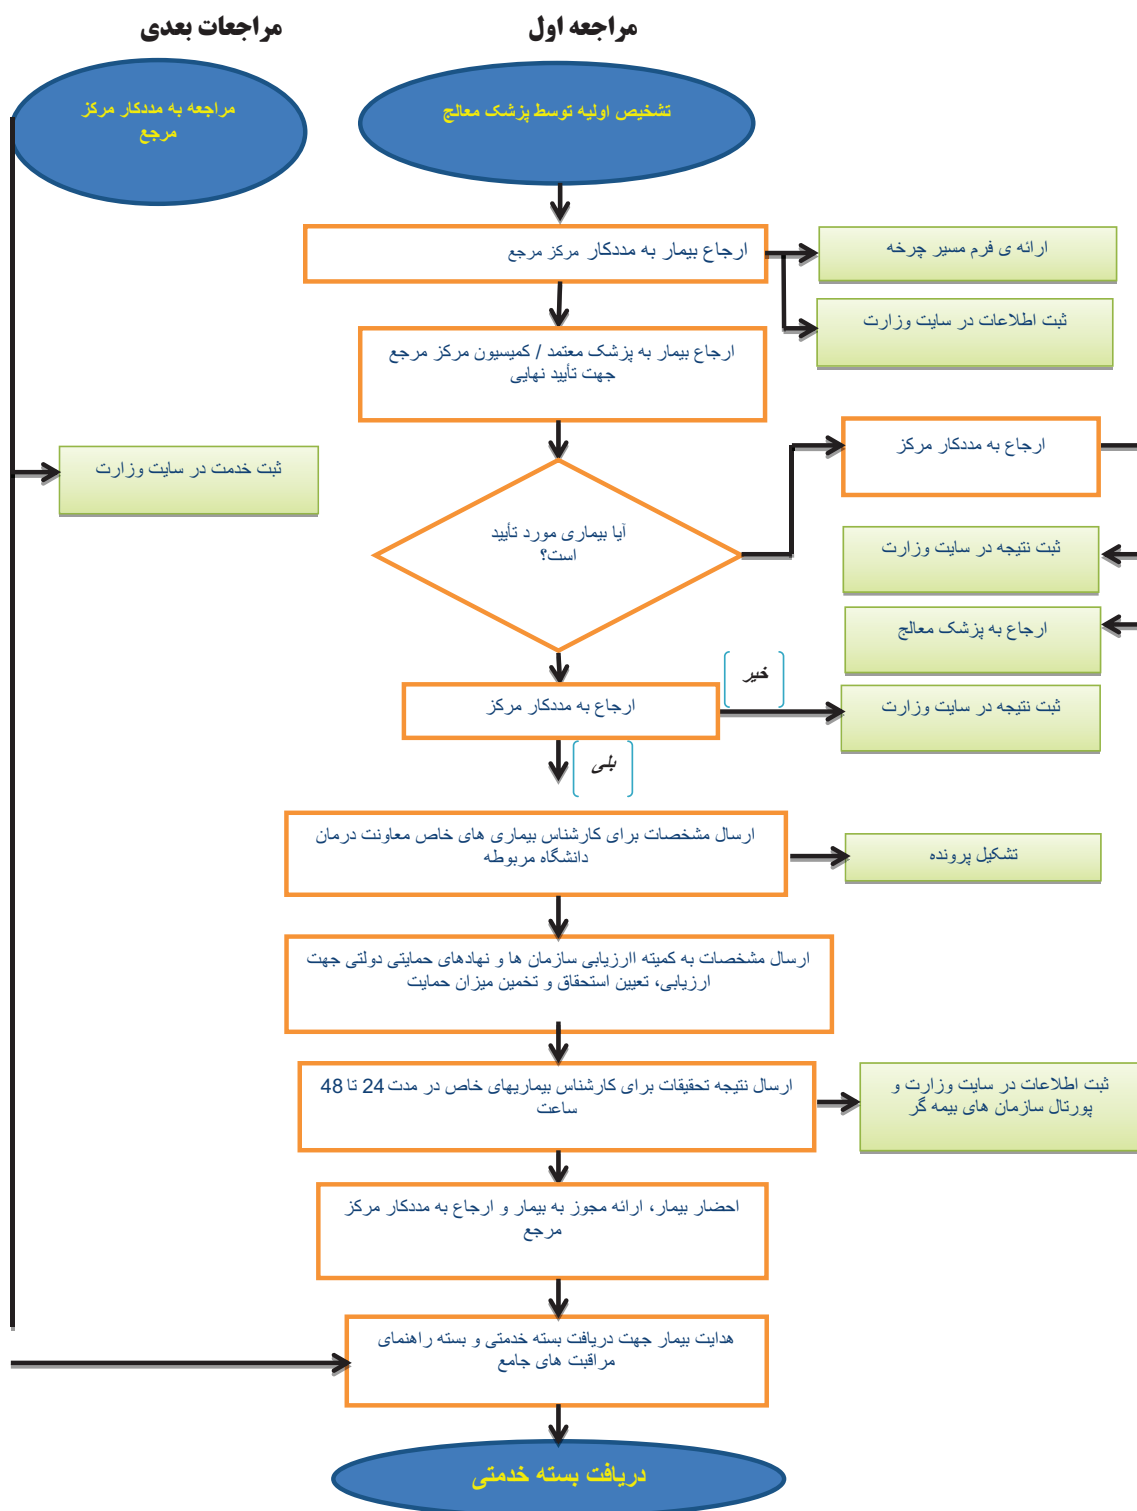 مراجعه اول
مراجعات بعدی
تشخیص اولیه توسط پزشک معالج
مراجعه به مددکار مرکز
مرجع
ارجاع بیمار به مددکار مرکز مرجع
ارائه ی فرم مسیر چرخه
ثبت اطلاعات در سایت وزارت
ارجاع بیمار به پزشک معتمد / کمیسیون مرکز مرجع
جهت تأیید نهایی
ارجاع به مددکار مرکز
ثبت خدمت در سایت وزارت
آیا بیماری مورد تأیید
است؟
ثبت نتیجه در سایت وزارت
ارجاع به پزشک معالج
خیر
ارجاع به مددکار مرکز
ثبت نتیجه در سایت وزارت
بلی
ارسال مشخصات برای کارشناس بیماری های خاص معاونت درمان
دانشگاه مربوطه
تشکیل پرونده
ارسال مشخصات به کمیته اارزیابی سازمان ها و نهادهای حمایتی دولتی جهت
ارزیابی، تعیین استحقاق و تخمین میزان حمایت
ارسال نتیجه تحقیقات برای کارشناس بیماریهای خاص در مدت 24 تا 48
ساعت
ثبت اطلاعات در سایت وزارت و
پورتال سازمان های بیمه گر
احضار بیمار، ارائه مجوز به بیمار و ارجاع به مددکار مرکز
مرجع
هدایت بیمار جهت دریافت بسته خدمتی و بسته راهنمای
مراقبت های جامع
دریافت بسته خدمتی